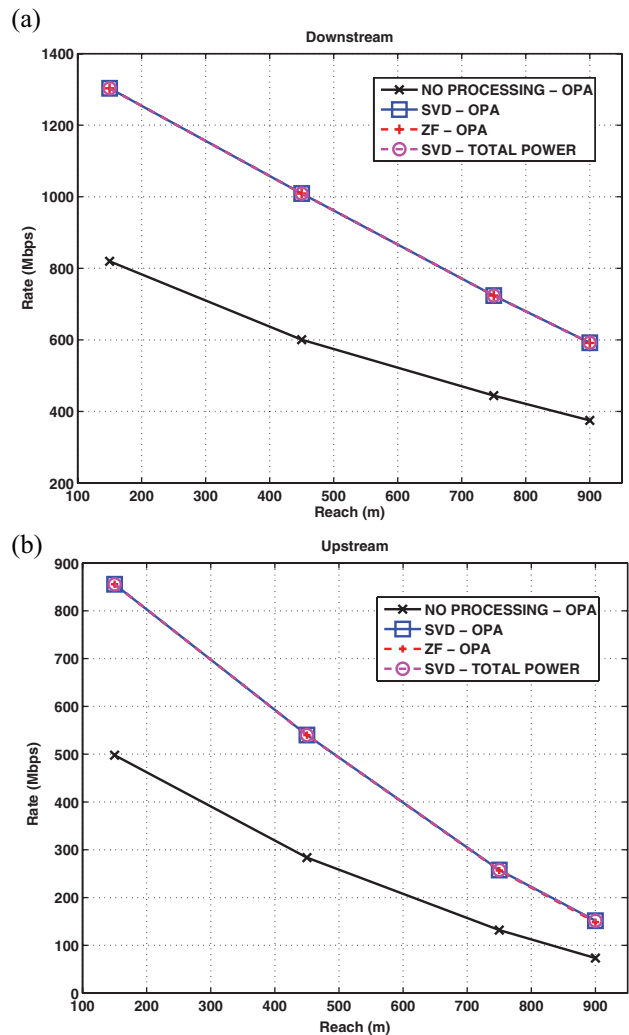 (a)
Downstream
1400
1200
1000
800
600
400
200
Rate (Mbps)
NO PROCESSING – OPA
SVD – OPA
ZF – OPA
SVD – TOTAL POWER
100 200 300 400 500 600 700 800 900
Reach (m)
(b)
Upstream
900
800
700
600
500
400
300
200
100
0
Rate (Mbps)
NO PROCESSING – OPA
SVD – OPA
ZF – OPA
SVD – TOTAL POWER
100 200 300 400 500 600 700 800 900
Reach (m)